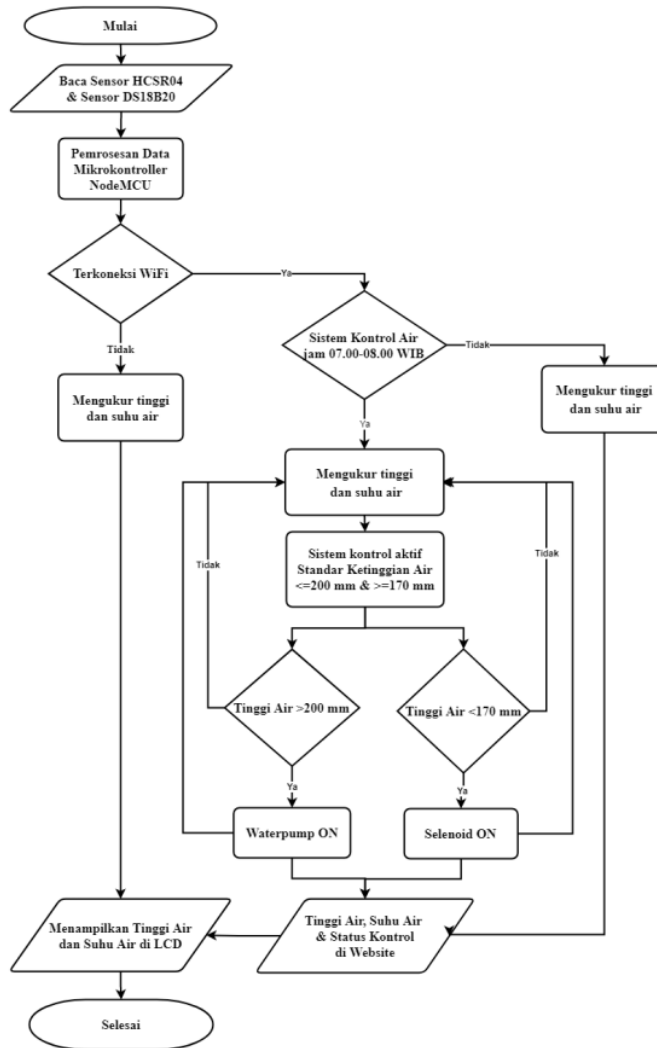 Mulai
Baca Sensor HCSR04
& Sensor DS18B20
Pemrosesan Data
Mikrokontroller
NodeMCU
Terkoneksi WiFi
Ya
Sistem Kontrol Air
jam 07.00-08.00 WIB
Tidak
Tidak
Mengukur tinggi
dan suhu air
Mengukur tinggi
dan suhu air
Ya
Mengukur tinggi
dan suhu air
Sistem kontrol aktif
Standar Ketinggian Air
<=200 mm & >=170 mm
Tidak
Tidak
Tinggi Air >200 mm
Tinggi Air <170 mm
Ya
Ya
Waterpump ON
Selenoid ON
Menampilkan Tinggi Air
dan Suhu Air di LCD
Tinggi Air, Suhu Air
& Status Kontrol
di Website
Selesai